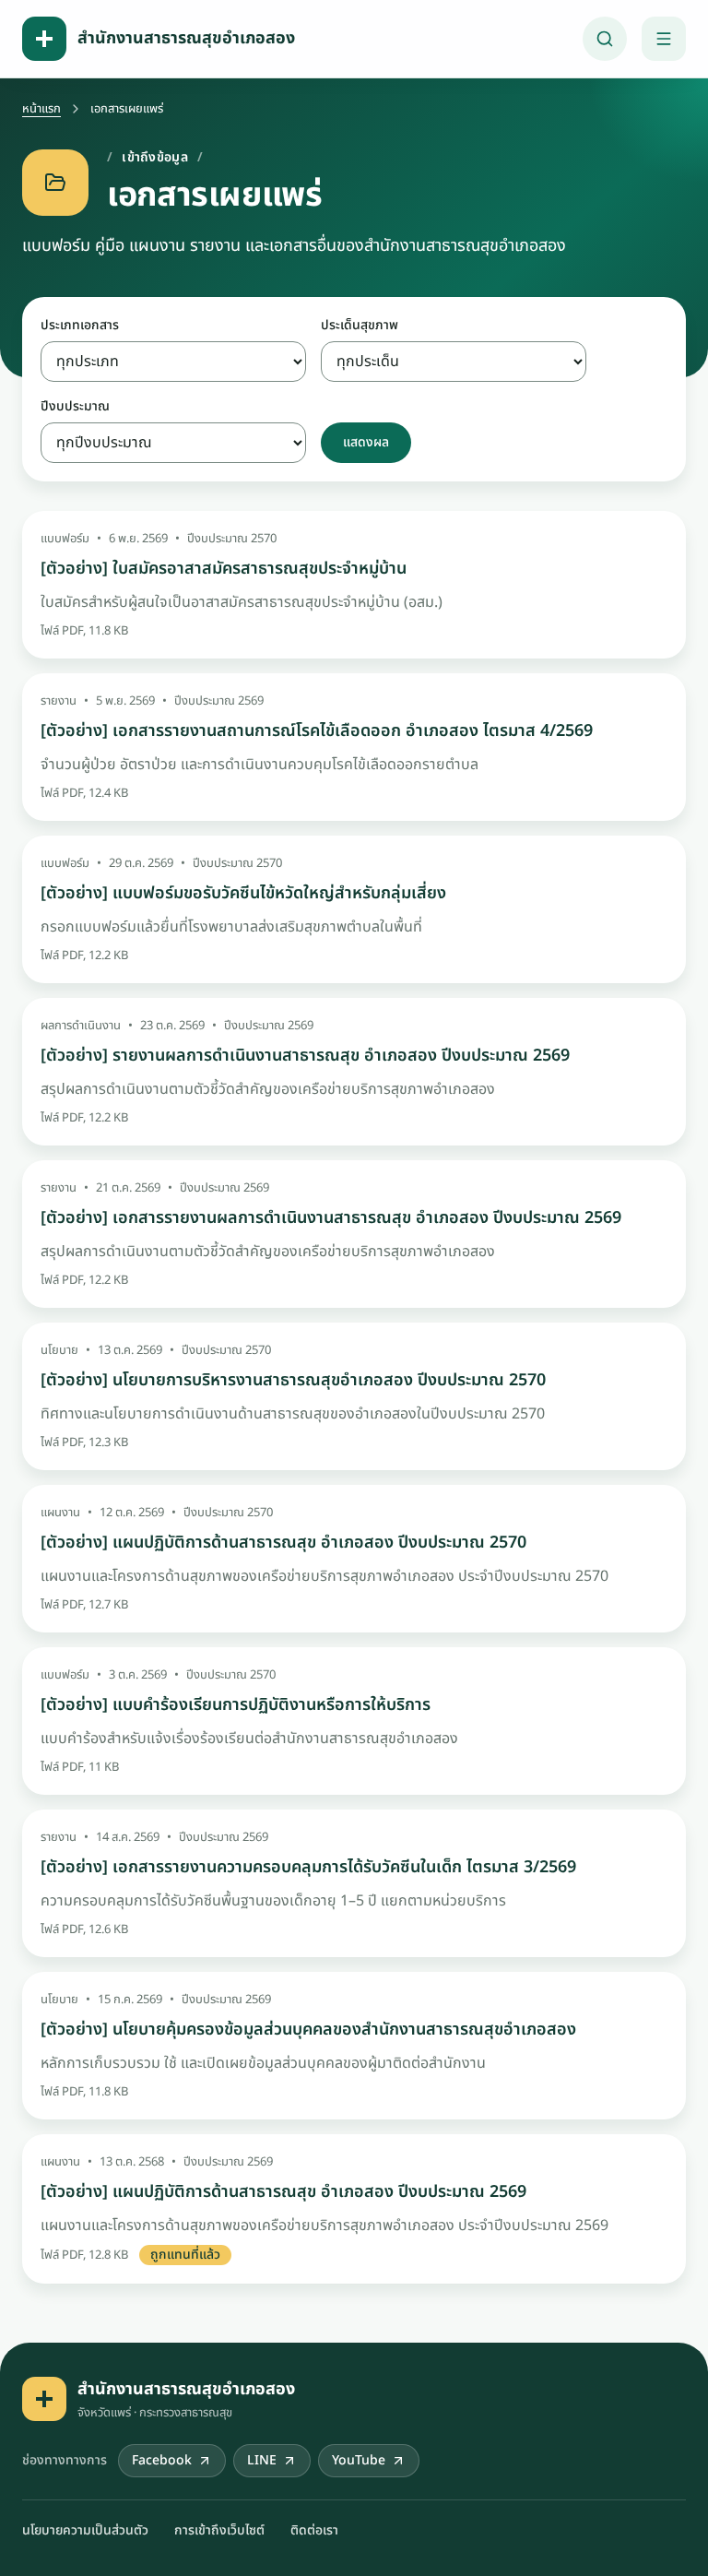 สำนักงานสาธารณสุขอำเภอสอง
หน้าแรก > เอกสารเผยแพร่
/ เข้าถึงข้อมูล /
เอกสารเผยแพร่
แบบฟอร์ม คู่มือ แผนงาน รายงาน และเอกสารอื่นของสำนักงานสาธารณสุขอำเภอสอง
ประเภทเอกสาร ประเด็นสุขภาพ
ทุกประเภท ทุกประเด็น
ปีงบประมาณ
ทุกปีงบประมาณ แสดงผล
แบบฟอร์ม • 6 พ.ย. 2569 • ปีงบประมาณ 2570
[ตัวอย่าง] ใบสมัครอาสาสมัครสาธารณสุขประจำหมู่บ้าน
ใบสมัครสำหรับผู้สนใจเป็นอาสาสมัครสาธารณสุขประจำหมู่บ้าน (อสม.)
ไฟล์ PDF, 11.8 KB
รายงาน • 5 พ.ย. 2569 • ปีงบประมาณ 2569
[ตัวอย่าง] เอกสารรายงานสถานการณ์โรคไข้เลือดออก อำเภอสอง ไตรมาส 4/2569
จำนวนผู้ป่วย อัตราป่วย และการดำเนินงานควบคุมโรคไข้เลือดออกรายตำบล
ไฟล์ PDF, 12.4 KB
แบบฟอร์ม • 29 ต.ค. 2569 • ปีงบประมาณ 2570
[ตัวอย่าง] แบบฟอร์มขอรับวัคซีนไข้หวัดใหญ่สำหรับกลุ่มเสี่ยง
กรอกแบบฟอร์มแล้วยื่นที่โรงพยาบาลส่งเสริมสุขภาพตำบลในพื้นที่
ไฟล์ PDF, 12.2 KB
ผลการดำเนินงาน • 23 ต.ค. 2569 • ปีงบประมาณ 2569
[ตัวอย่าง] รายงานผลการดำเนินงานสาธารณสุข อำเภอสอง ปีงบประมาณ 2569
สรุปผลการดำเนินงานตามตัวชี้วัดสำคัญของเครือข่ายบริการสุขภาพอำเภอสอง
ไฟล์ PDF, 12.2 KB
รายงาน • 21 ต.ค. 2569 • ปีงบประมาณ 2569
[ตัวอย่าง] เอกสารรายงานผลการดำเนินงานสาธารณสุข อำเภอสอง ปีงบประมาณ 2569
สรุปผลการดำเนินงานตามตัวชี้วัดสำคัญของเครือข่ายบริการสุขภาพอำเภอสอง
ไฟล์ PDF, 12.2 KB
นโยบาย • 13 ต.ค. 2569 • ปีงบประมาณ 2570
[ตัวอย่าง] นโยบายการบริหารงานสาธารณสุขอำเภอสอง ปีงบประมาณ 2570
ทิศทางและนโยบายการดำเนินงานด้านสาธารณสุขของอำเภอสองในปีงบประมาณ 2570
ไฟล์ PDF, 12.3 KB
แผนงาน • 12 ต.ค. 2569 • ปีงบประมาณ 2570
[ตัวอย่าง] แผนปฏิบัติการด้านสาธารณสุข อำเภอสอง ปีงบประมาณ 2570
แผนงานและโครงการด้านสุขภาพของเครือข่ายบริการสุขภาพอำเภอสอง ประจำปีงบประมาณ 2570
ไฟล์ PDF, 12.7 KB
แบบฟอร์ม • 3 ต.ค. 2569 • ปีงบประมาณ 2570
[ตัวอย่าง] แบบคำร้องเรียนการปฏิบัติงานหรือการให้บริการ
แบบคำร้องสำหรับแจ้งเรื่องร้องเรียนต่อสำนักงานสาธารณสุขอำเภอสอง
ไฟล์ PDF, 11 KB
รายงาน • 14 ส.ค. 2569 • ปีงบประมาณ 2569
[ตัวอย่าง] เอกสารรายงานความครอบคลุมการได้รับวัคซีนในเด็ก ไตรมาส 3/2569
ความครอบคลุมการได้รับวัคซีนพื้นฐานของเด็กอายุ 1–5 ปี แยกตามหน่วยบริการ
ไฟล์ PDF, 12.6 KB
นโยบาย • 15 ก.ค. 2569 • ปีงบประมาณ 2569
[ตัวอย่าง] นโยบายคุ้มครองข้อมูลส่วนบุคคลของสำนักงานสาธารณสุขอำเภอสอง
หลักการเก็บรวบรวม ใช้ และเปิดเผยข้อมูลส่วนบุคคลของผู้มาติดต่อสำนักงาน
ไฟล์ PDF, 11.8 KB
แผนงาน • 13 ต.ค. 2568 • ปีงบประมาณ 2569
[ตัวอย่าง] แผนปฏิบัติการด้านสาธารณสุข อำเภอสอง ปีงบประมาณ 2569
แผนงานและโครงการด้านสุขภาพของเครือข่ายบริการสุขภาพอำเภอสอง ประจำปีงบประมาณ 2569
ไฟล์ PDF, 12.8 KB ถูกแทนที่แล้ว
สำนักงานสาธารณสุขอำเภอสอง
จังหวัดแพร่ · กระทรวงสาธารณสุข
ช่องทางทางการ Facebook LINE YouTube
นโยบายความเป็นส่วนตัว การเข้าถึงเว็บไซต์ ติดต่อเรา